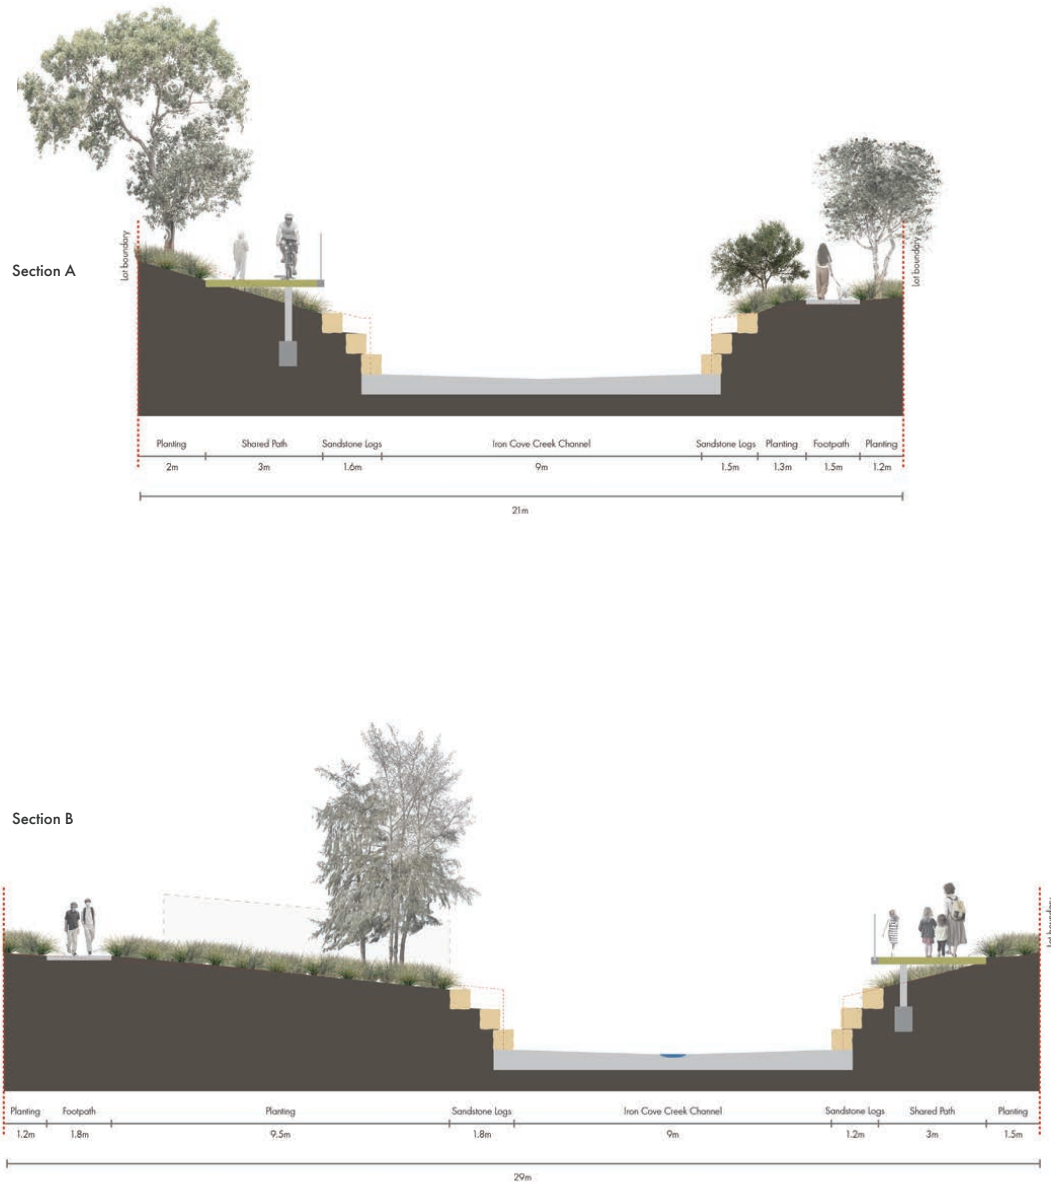 Section A
Lot boundary
Lot boundary
Planting Shared Path Sandstone Logs Iron Cove Creek Channel Sandstone Logs Planting Footpath Planting
2m 3m 1.6m 9m 1.5m 1.3m 1.5m 1.2m
21m
Section B
Lot boundary
Planting Footpath Planting Sandstone Logs Iron Cove Creek Channel Sandstone Logs Shared Path Planting
1.2m 1.8m 9.5m 1.8m 9m 1.2m 3m 1.5m
29m